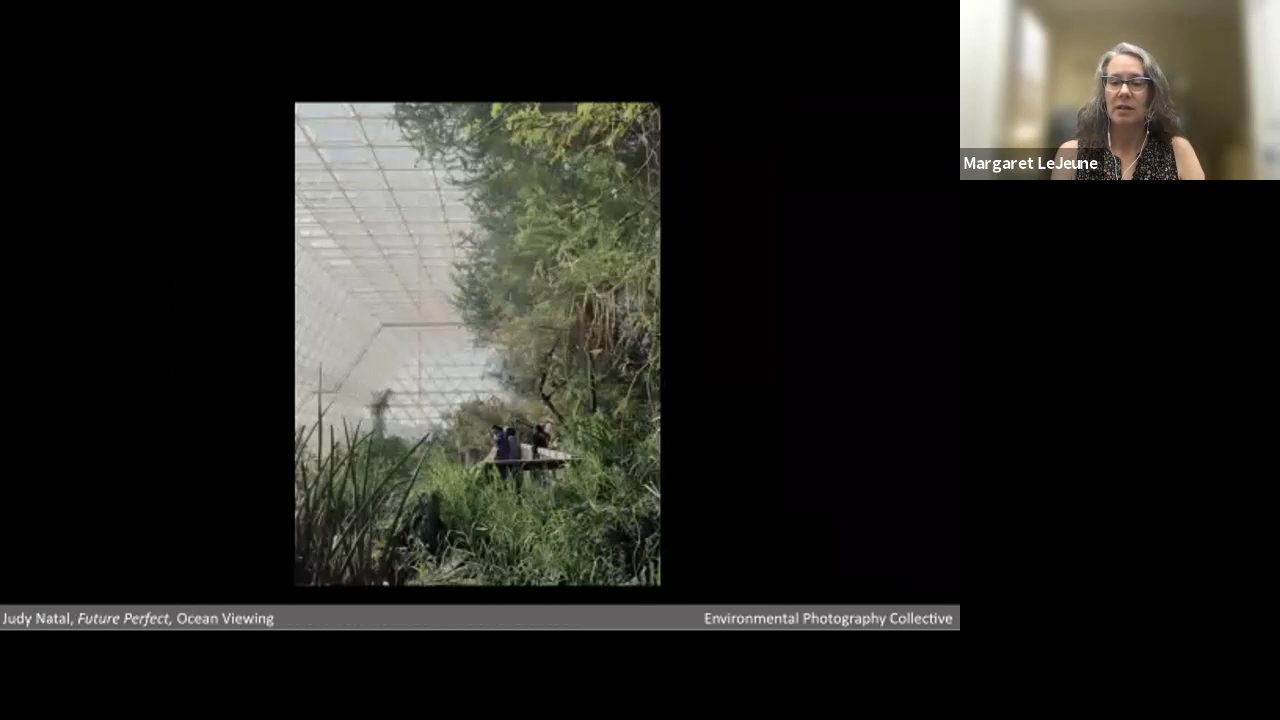 Margaret LeJeune
Judy Natal, Future Perfect, Ocean Viewing
Environmental Photography Collective